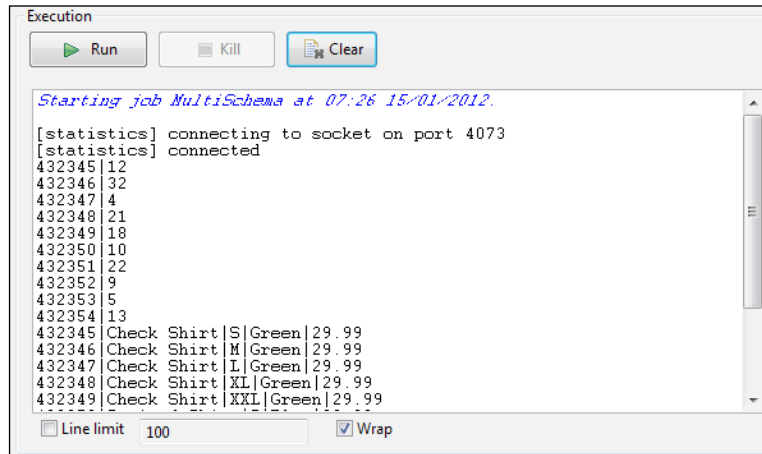 Execution
Run Kill Clear
Starting job MultiSchema at 07:26 15/01/2012.
[statistics] connecting to socket on port 4073
[statistics] connected
432345|12
432346|32
432347|4
432348|21
432349|18
432350|10
432351|22
432352|9
432353|5
432354|13
432345|Check Shirt|S|Green|29.99
432346|Check Shirt|M|Green|29.99
432347|Check Shirt|L|Green|29.99
432348|Check Shirt|XL|Green|29.99
432349|Check Shirt|XXL|Green|29.99
Line limit 100 Wrap